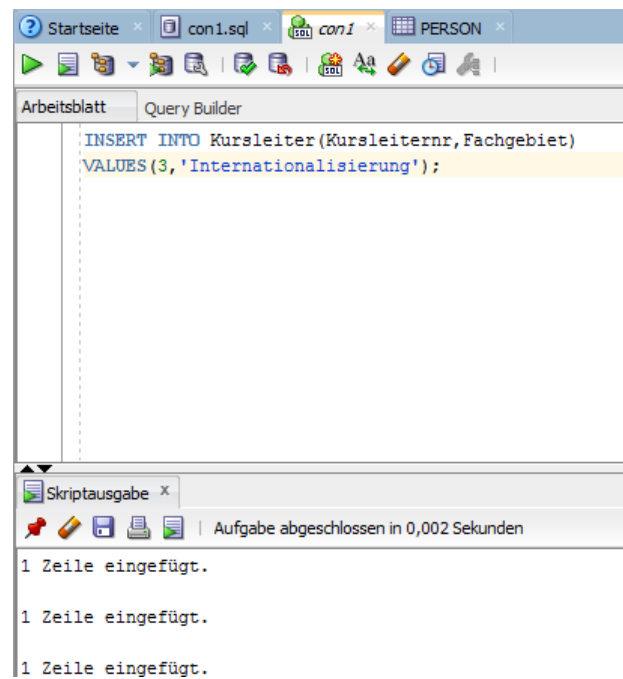 Startseite con1.sql con1 PERSON
Arbeitsblatt Query Builder
INSERT INTO Kursleiter(Kursleiternr,Fachgebiet)
VALUES(3,'Internationalisierung');
Skriptausgabe
Aufgabe abgeschlossen in 0,002 Sekunden
1 Zeile eingefügt.
1 Zeile eingefügt.
1 Zeile eingefügt.